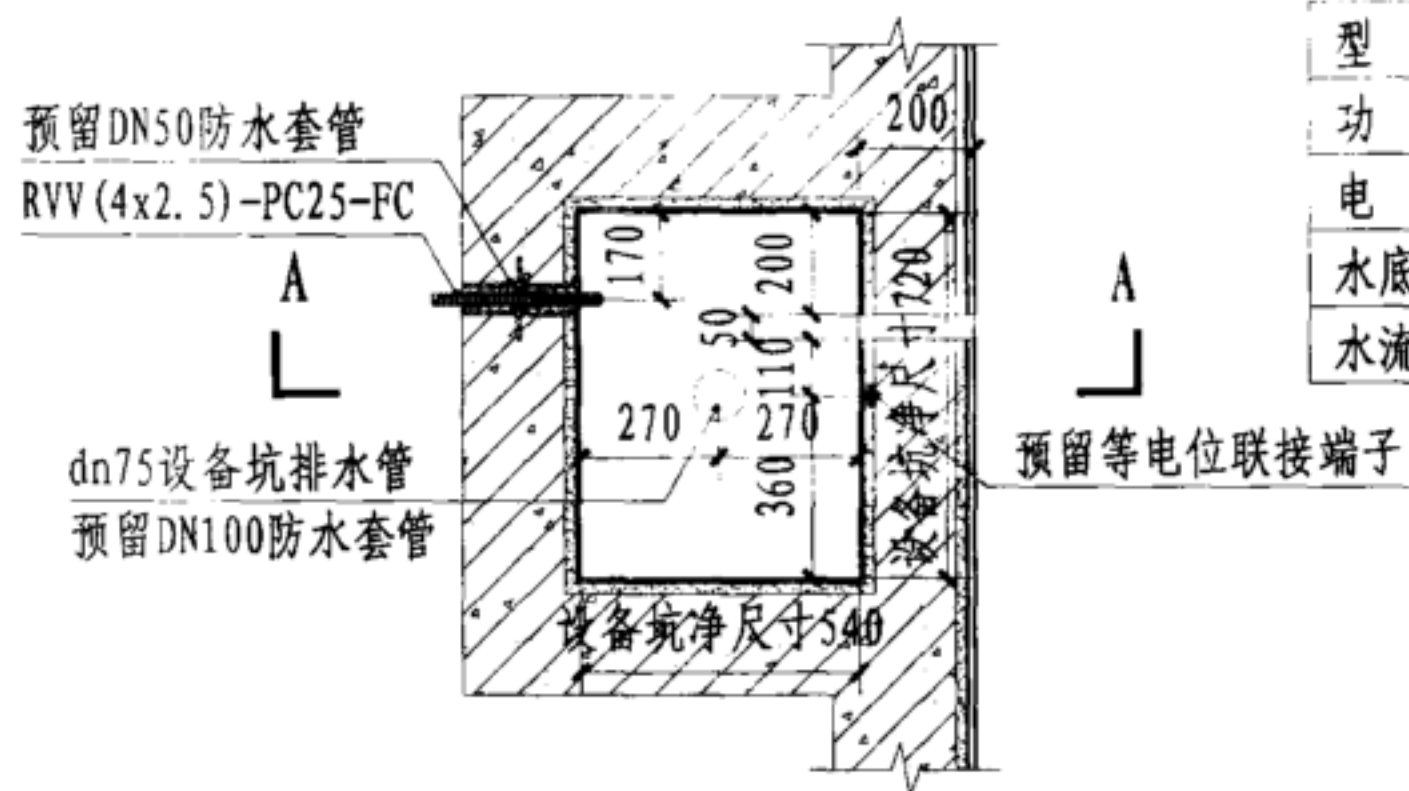 预留DN50防水套管
RVV(4x2.5)-PC25-FC
A
A
200
170
200
50
110
270
270
360
设备坑净尺寸720
设备坑净尺寸540
dn75设备坑排水管
预留DN100防水套管
预留等电位联接端子
型
功
电
水底
水流